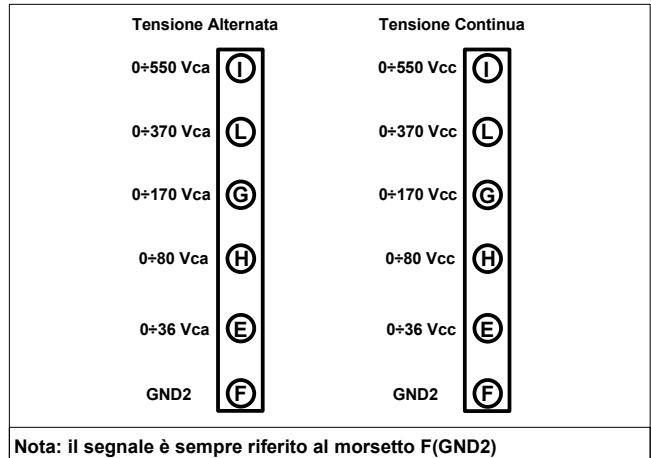 Tensione Alternata Tensione Continua
0÷550 Vca I 0÷550 Vcc I
0÷370 Vca L 0÷370 Vcc L
0÷170 Vca G 0÷170 Vcc G
0÷80 Vca H 0÷80 Vcc H
0÷36 Vca E 0÷36 Vcc E
GND2 F GND2 F
Nota: il segnale è sempre riferito al morsetto F(GND2)